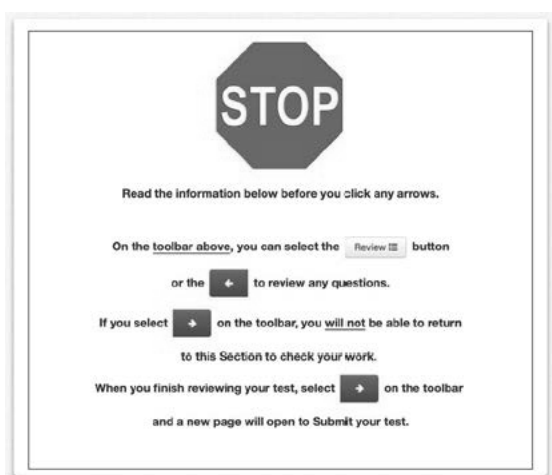 STOP
Read the information below before you click any arrows.
On the toolbar above, you can select the Review button
or the ← to review any questions.
If you select → on the toolbar, you will not be able to return
to this Section to check your work.
When you finish reviewing your test, select → on the toolbar
and a new page will open to Submit your test.